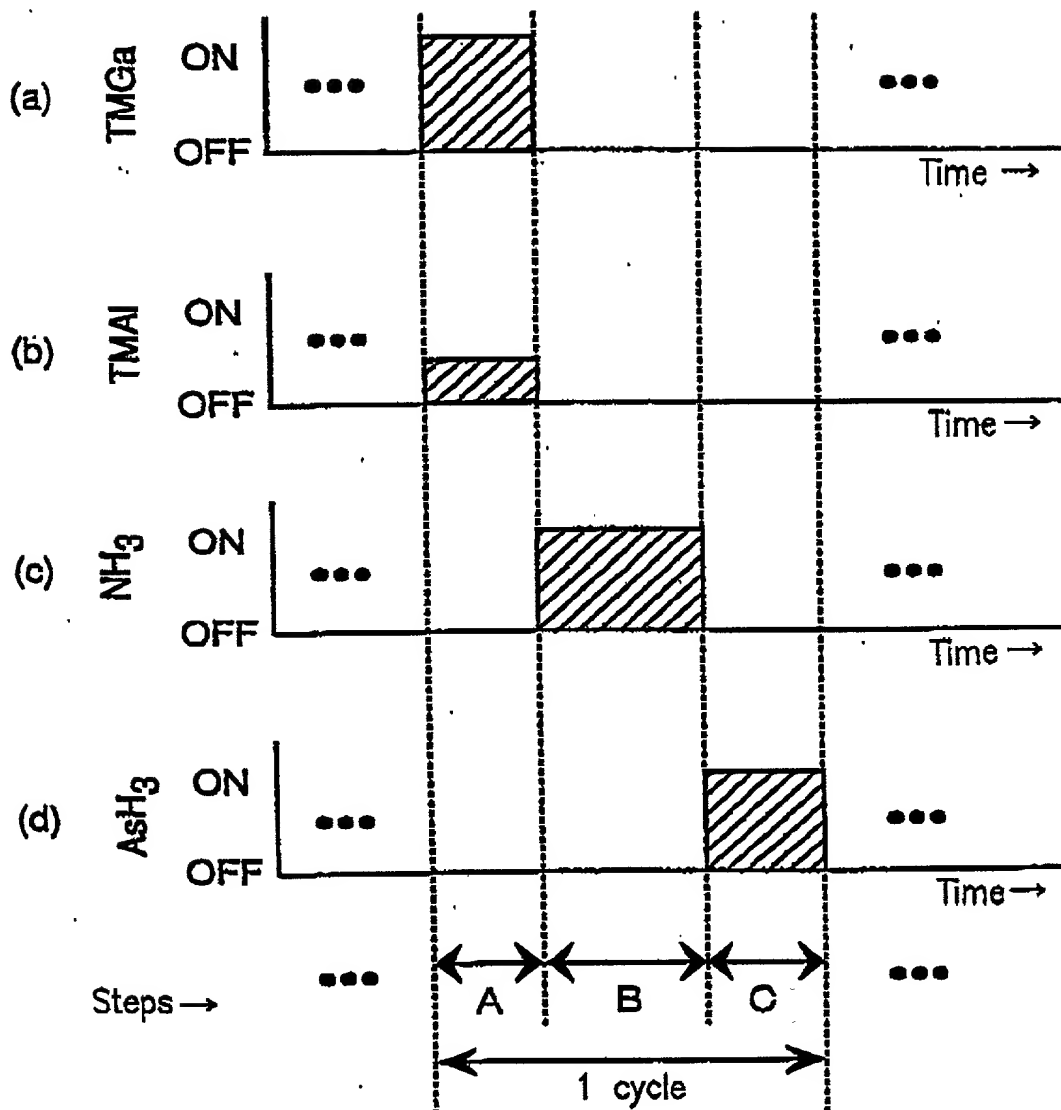 (a) TMGa ON
OFF
Time →
(b) TMAl ON
OFF
Time →
(c) NH3 ON
OFF
Time →
(d) AsH3 ON
OFF
Time →
Steps →
A B C
1 cycle